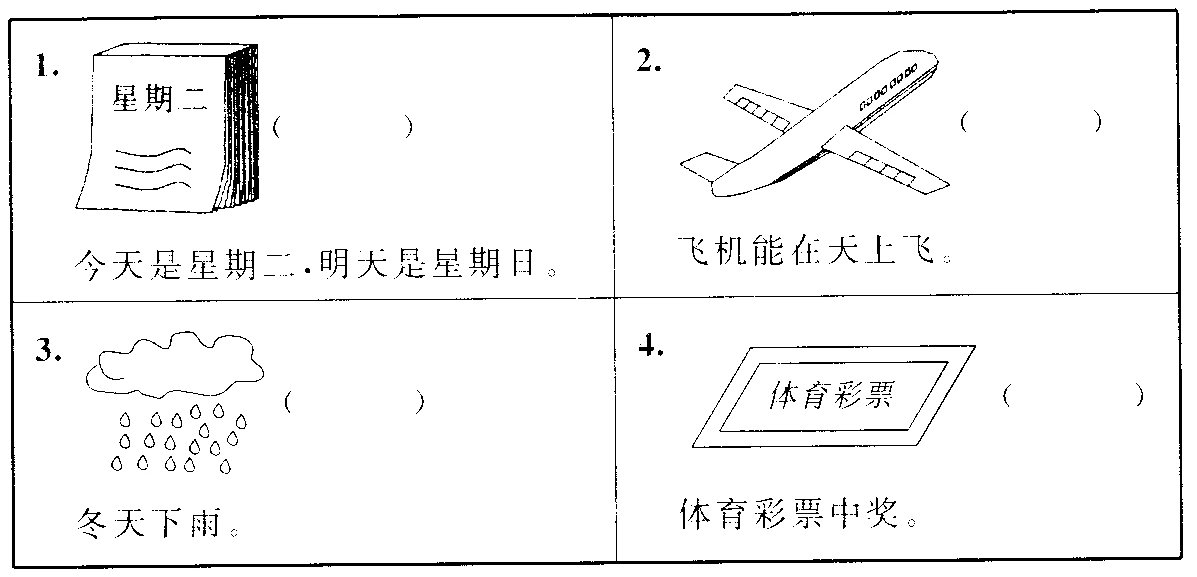 1.
星期二
(          )
今天是星期二.明天是星期日。
2.
(          )
飞机能在天上飞。
3.
(          )
冬天下雨。
4.
体育彩票
(          )
体育彩票中奖。